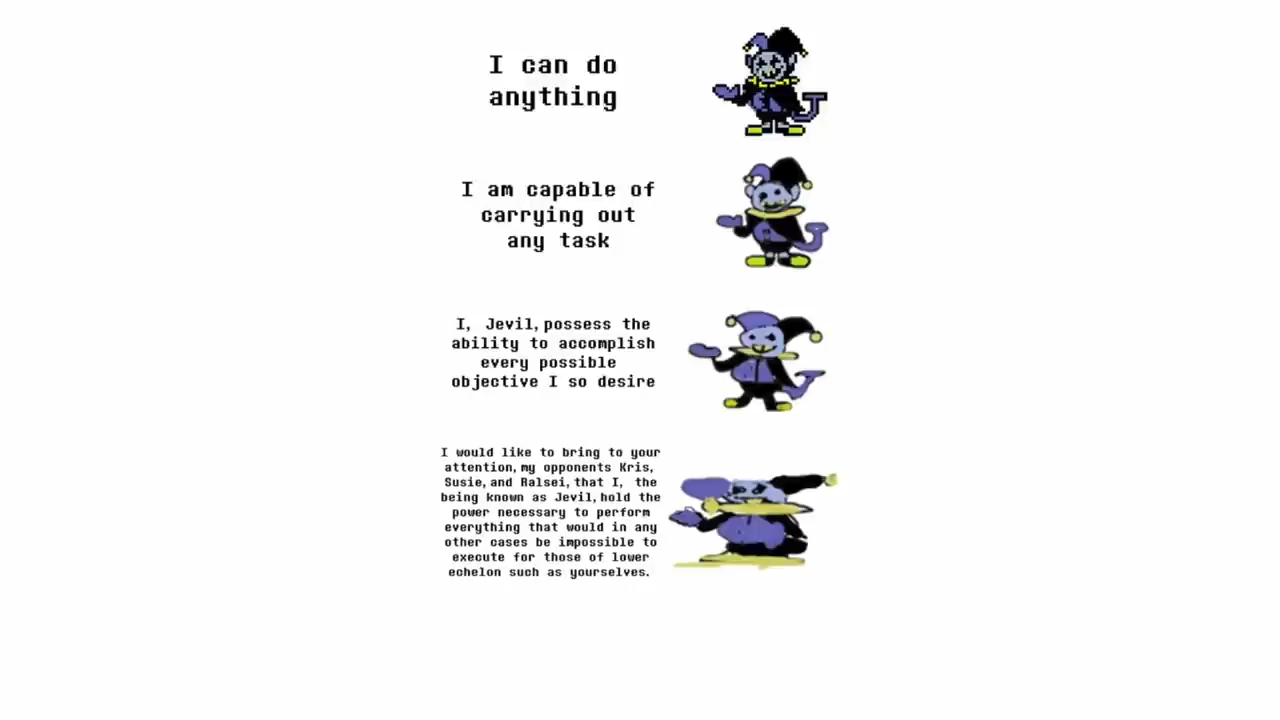 I can do
anything
I am capable of
carrying out
any task
I, Jevil, possess the
ability to accomplish
every possible
objective I so desire
I would like to bring to your
attention, my opponents Kris,
Susie, and Ralsei, that I, the
being known as Jevil, hold the
power necessary to perform
everything that would in any
other cases be impossible to
execute for those of lower
echelon such as yourselves.